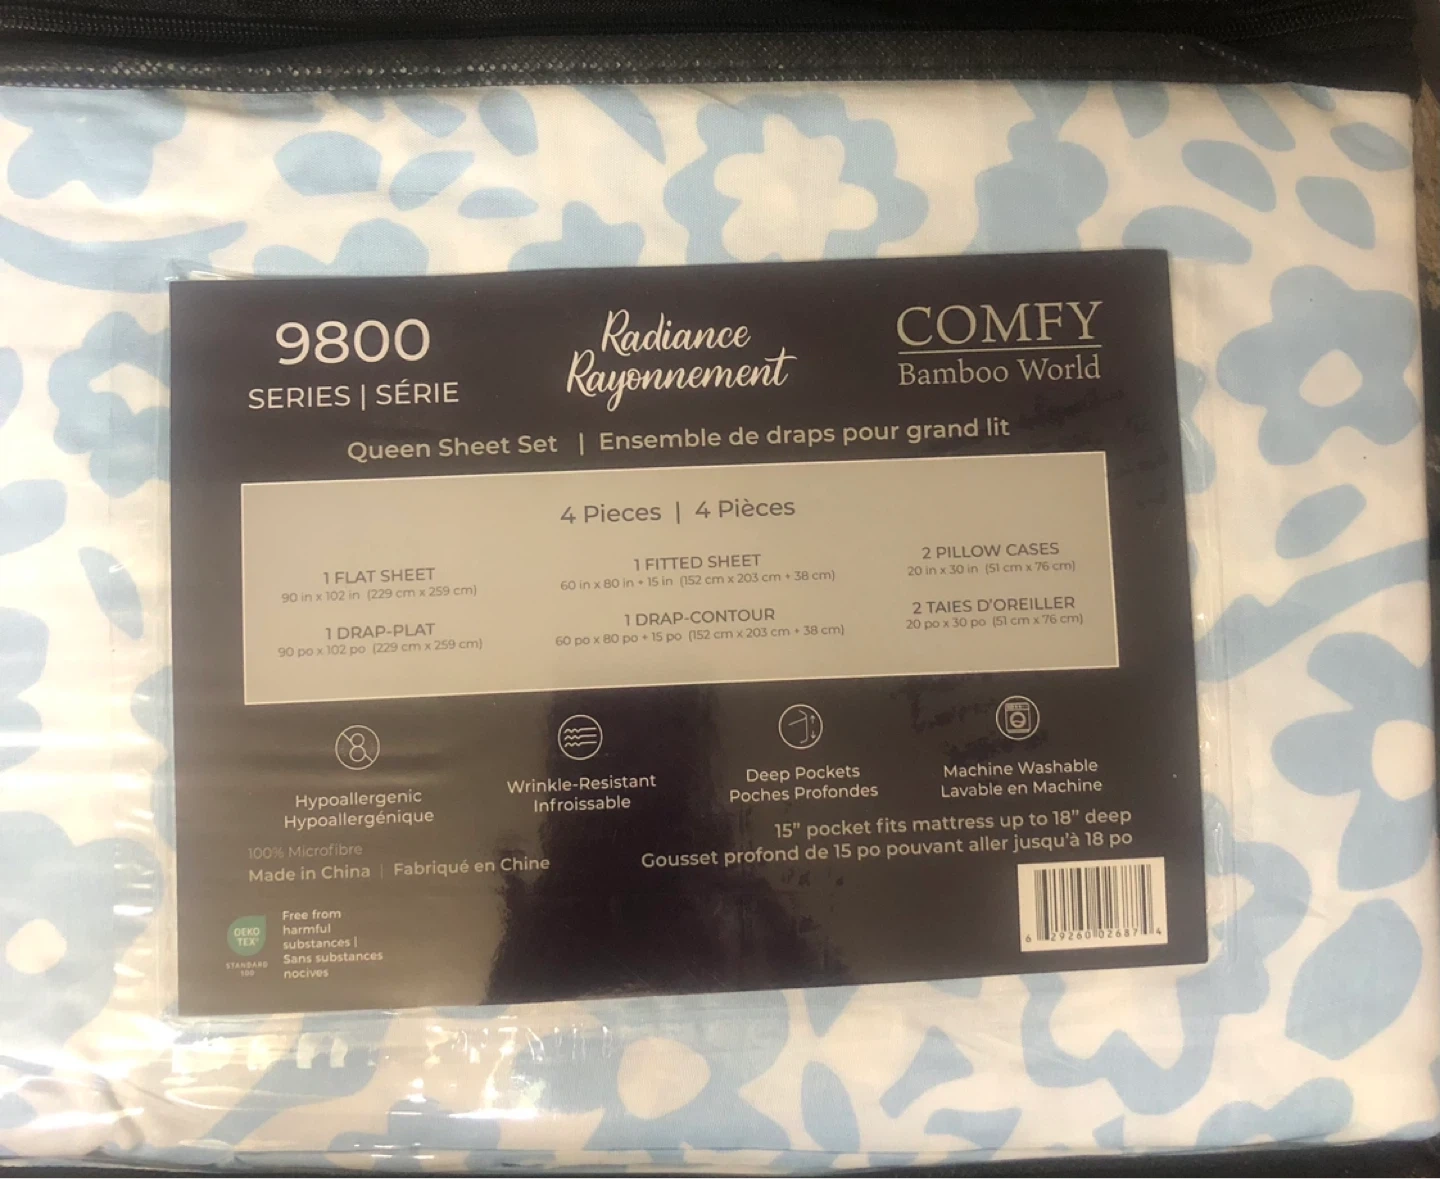 9800
SERIES | SÉRIE
Radiance
Rayonnement
COMFY
Bamboo World
Queen Sheet Set | Ensemble de draps pour grand lit
4 Pieces | 4 Pièces
1 FLAT SHEET
90 in x 102 in (229 cm x 259 cm)
1 DRAP-PLAT
90 po x 102 po (229 cm x 259 cm)
1 FITTED SHEET
60 in x 80 in + 15 in (152 cm x 203 cm + 38 cm)
1 DRAP-CONTOUR
60 po x 80 po + 15 po (152 cm x 203 cm + 38 cm)
2 PILLOW CASES
20 in x 30 in (51 cm x 76 cm)
2 TAIES D'OREILLER
20 po x 30 po (51 cm x 76 cm)
Hypoallergenic
Hypoallergénique
Wrinkle-Resistant
Infroissable
Deep Pockets
Poches Profondes
Machine Washable
Lavable en Machine
15” pocket fits mattress up to 18” deep
Gousset profond de 15 po pouvant aller jusqu'à 18 po
100% Microfibre
Made in China | Fabriqué en Chine
OEKO
TEX®
STANDARD
100
Free from
harmful
substances |
Sans substances
nocives
6 29260 02687 4